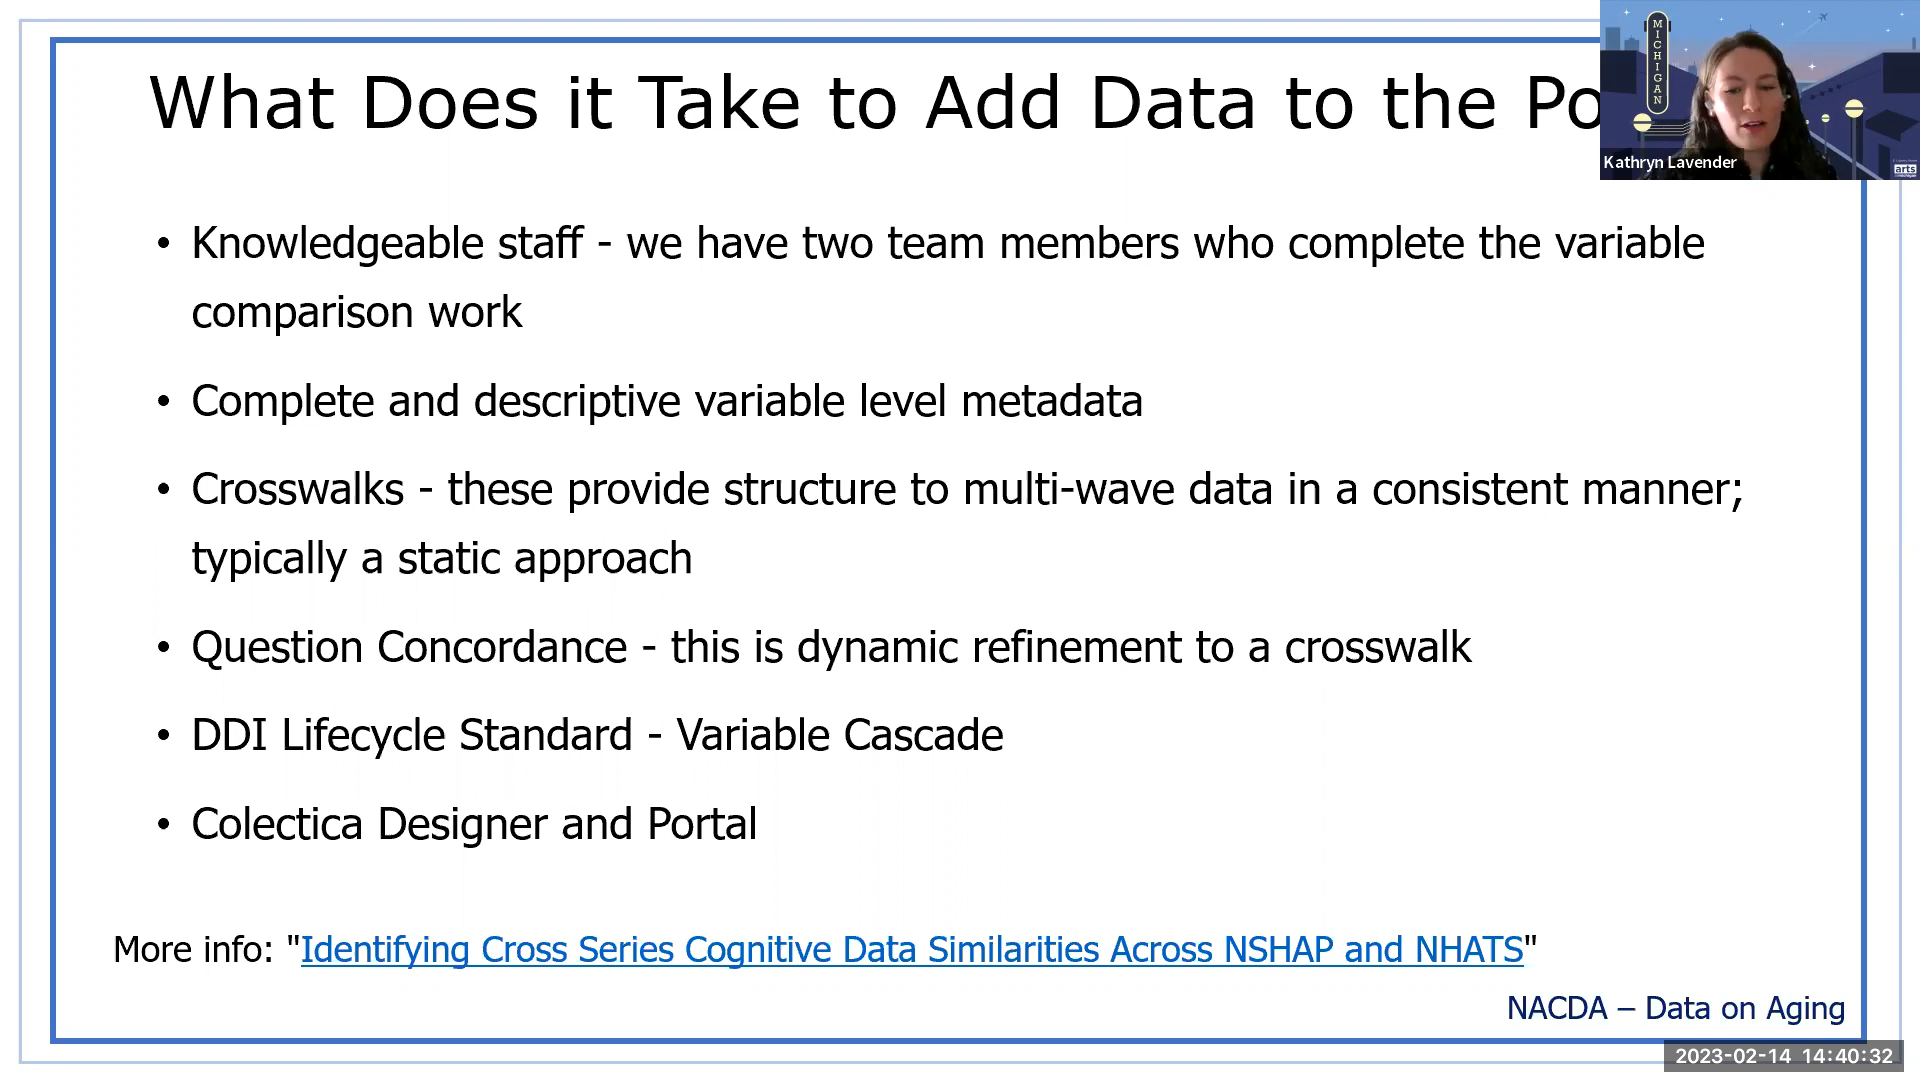 What Does it Take to Add Data to the Po
MICHIGAN
Kathryn Lavender
arts
• Knowledgeable staff - we have two team members who complete the variable
comparison work
• Complete and descriptive variable level metadata
• Crosswalks - these provide structure to multi-wave data in a consistent manner;
typically a static approach
• Question Concordance - this is dynamic refinement to a crosswalk
• DDI Lifecycle Standard - Variable Cascade
• Colectica Designer and Portal
More info: "Identifying Cross Series Cognitive Data Similarities Across NSHAP and NHATS"
NACDA – Data on Aging
2023-02-14 14:40:32